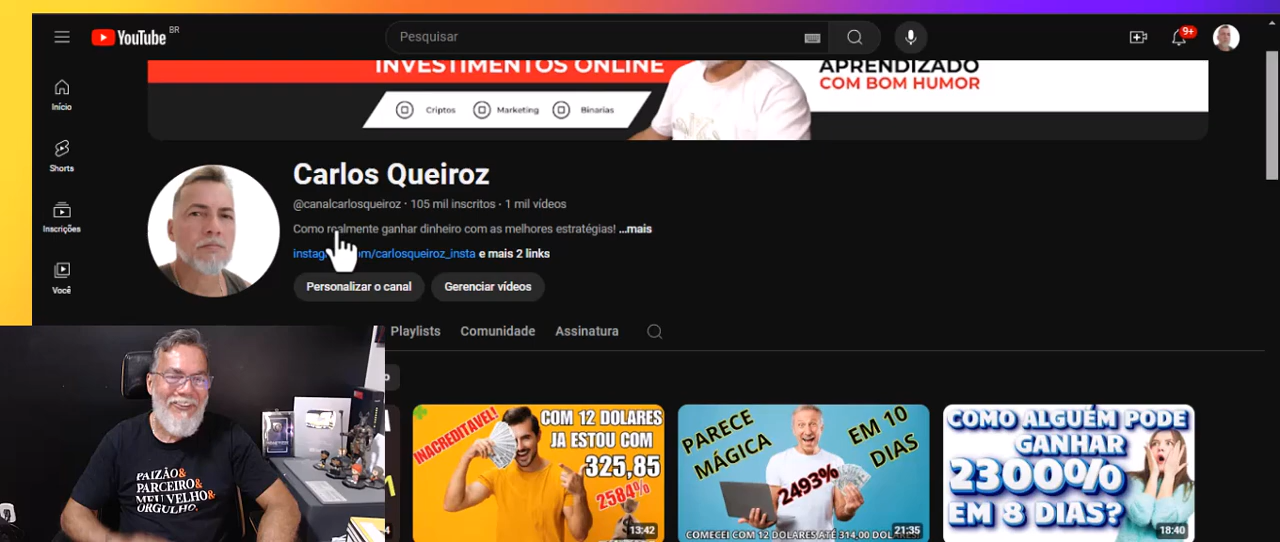 YouTube BR
Pesquisar
9+
INVESTIMENTOS ONLINE
APRENDIZADO
COM BOM HUMOR
Criptos
Marketing
Binarias
Início
Shorts
Inscrições
Você
Carlos Queiroz
@canalcarlosqueiroz · 105 mil inscritos · 1 mil vídeos
Como realmente ganhar dinheiro com as melhores estratégias! ...mais
instagram.com/carlosqueiroz_insta e mais 2 links
Personalizar o canal
Gerenciar vídeos
Playlists
Comunidade
Assinatura
PAIZÃO&
PARCEIRO&
MEU VELHO&
ORGULHO.
INACREDITAVEL!
COM 12 DOLARES
JA ESTOU COM
325,85
2584%
13:42
PARECE
MÁGICA
EM 10
DIAS
2493%
COMECEI COM 12 DOLARES ATÉ 314,00
21:35
COMO ALGUÉM PODE
GANHAR
2300%
EM 8 DIAS?
18:40